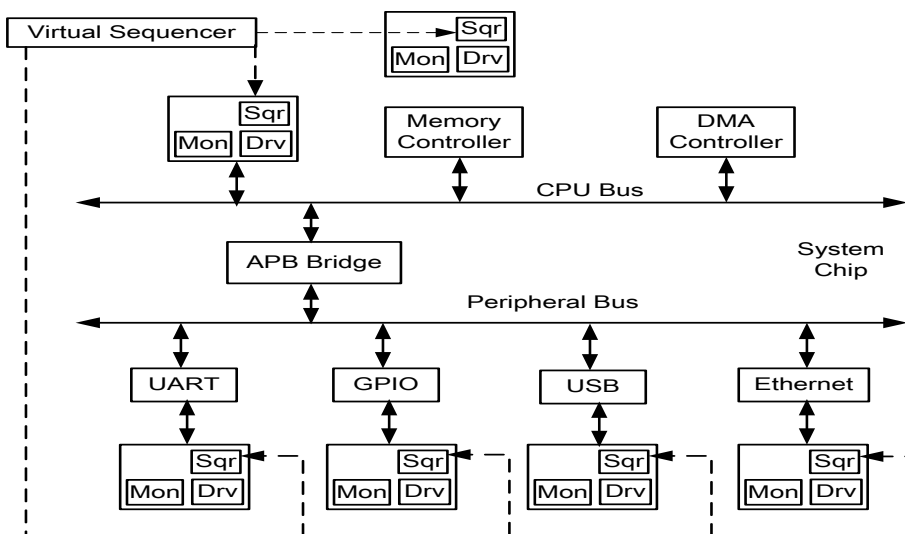 Virtual Sequencer
Sqr
Mon Drv
Sqr
Mon Drv
Memory
Controller
DMA
Controller
CPU Bus
APB Bridge
System
Chip
Peripheral Bus
UART
GPIO
USB
Ethernet
Sqr
Mon Drv
Sqr
Mon Drv
Sqr
Mon Drv
Sqr
Mon Drv